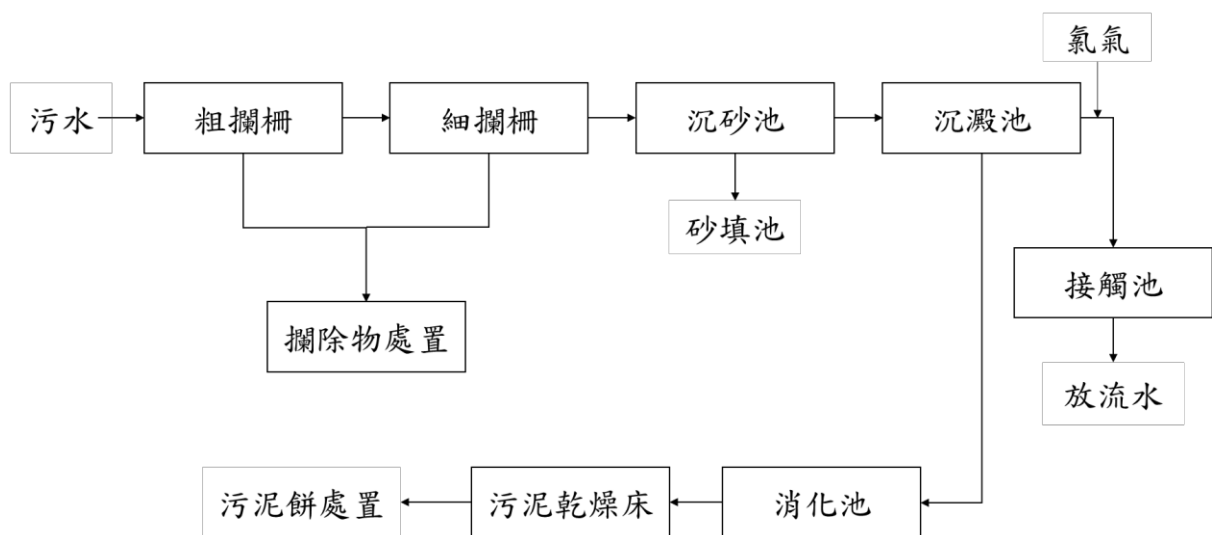 氯氣
污水
粗攔柵
細攔柵
沉砂池
沉澱池
砂填池
接觸池
攔除物處置
放流水
污泥餅處置
污泥乾燥床
消化池